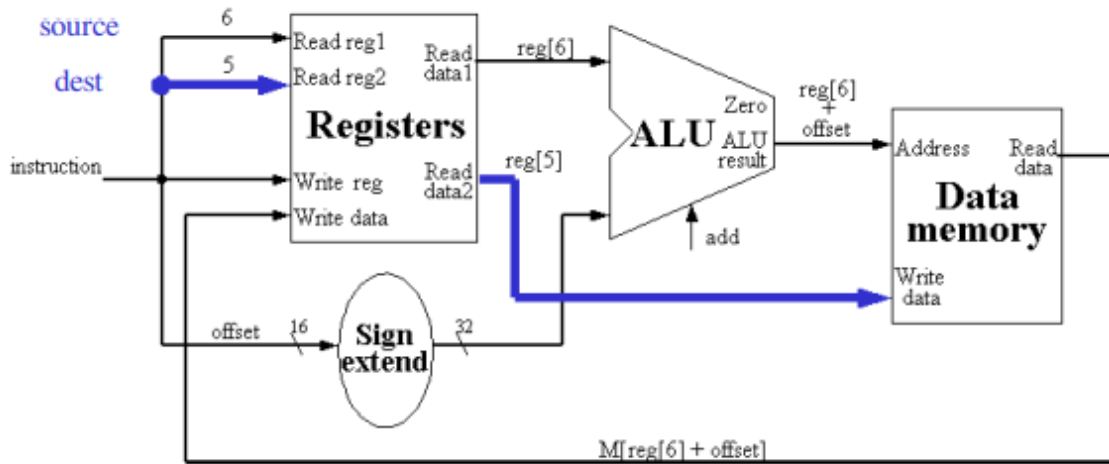 source
dest
instruction
6
5
Read reg1
Read reg2
Registers
Write reg
Write data
Read
data1
Read
data2
reg[6]
reg[5]
ALU
Zero
ALU
result
add
reg[6]
+
offset
Address
Read
data
Data
memory
Write
data
offset
16
Sign
extend
32
M[reg[6] + offset]